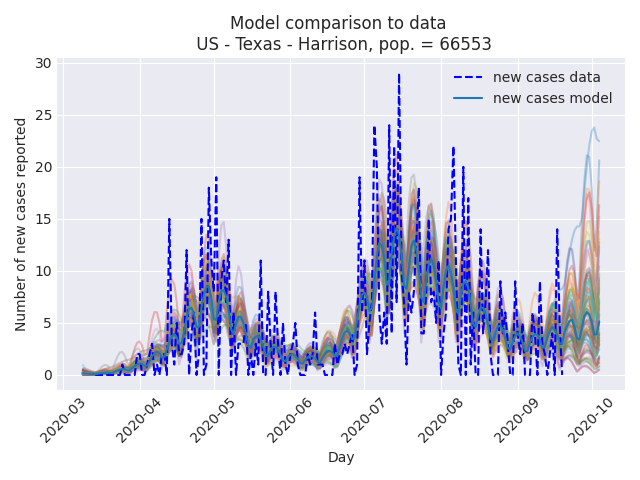 Model comparison to data
US - Texas - Harrison, pop. = 66553
new cases data
new cases model
Number of new cases reported
30
25
20
15
10
5
0
2020-03
2020-04
2020-05
2020-06
2020-07
2020-08
2020-09
2020-10
Day